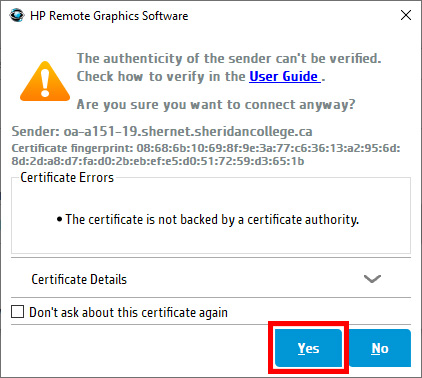 HP Remote Graphics Software
The authenticity of the sender can't be verified.
Check how to verify in the User Guide .
Are you sure you want to connect anyway?
Sender: oa-a151-19.shernet.sheridancollege.ca
Certificate fingerprint: 08:68:6b:10:69:8f:9e:3a:77:c6:36:13:a2:95:6d:
8d:2d:a8:d7:fa:d0:2b:eb:ef:e5:d0:51:72:59:d3:65:1b
Certificate Errors
• The certificate is not backed by a certificate authority.
Certificate Details
Don't ask about this certificate again
Yes No